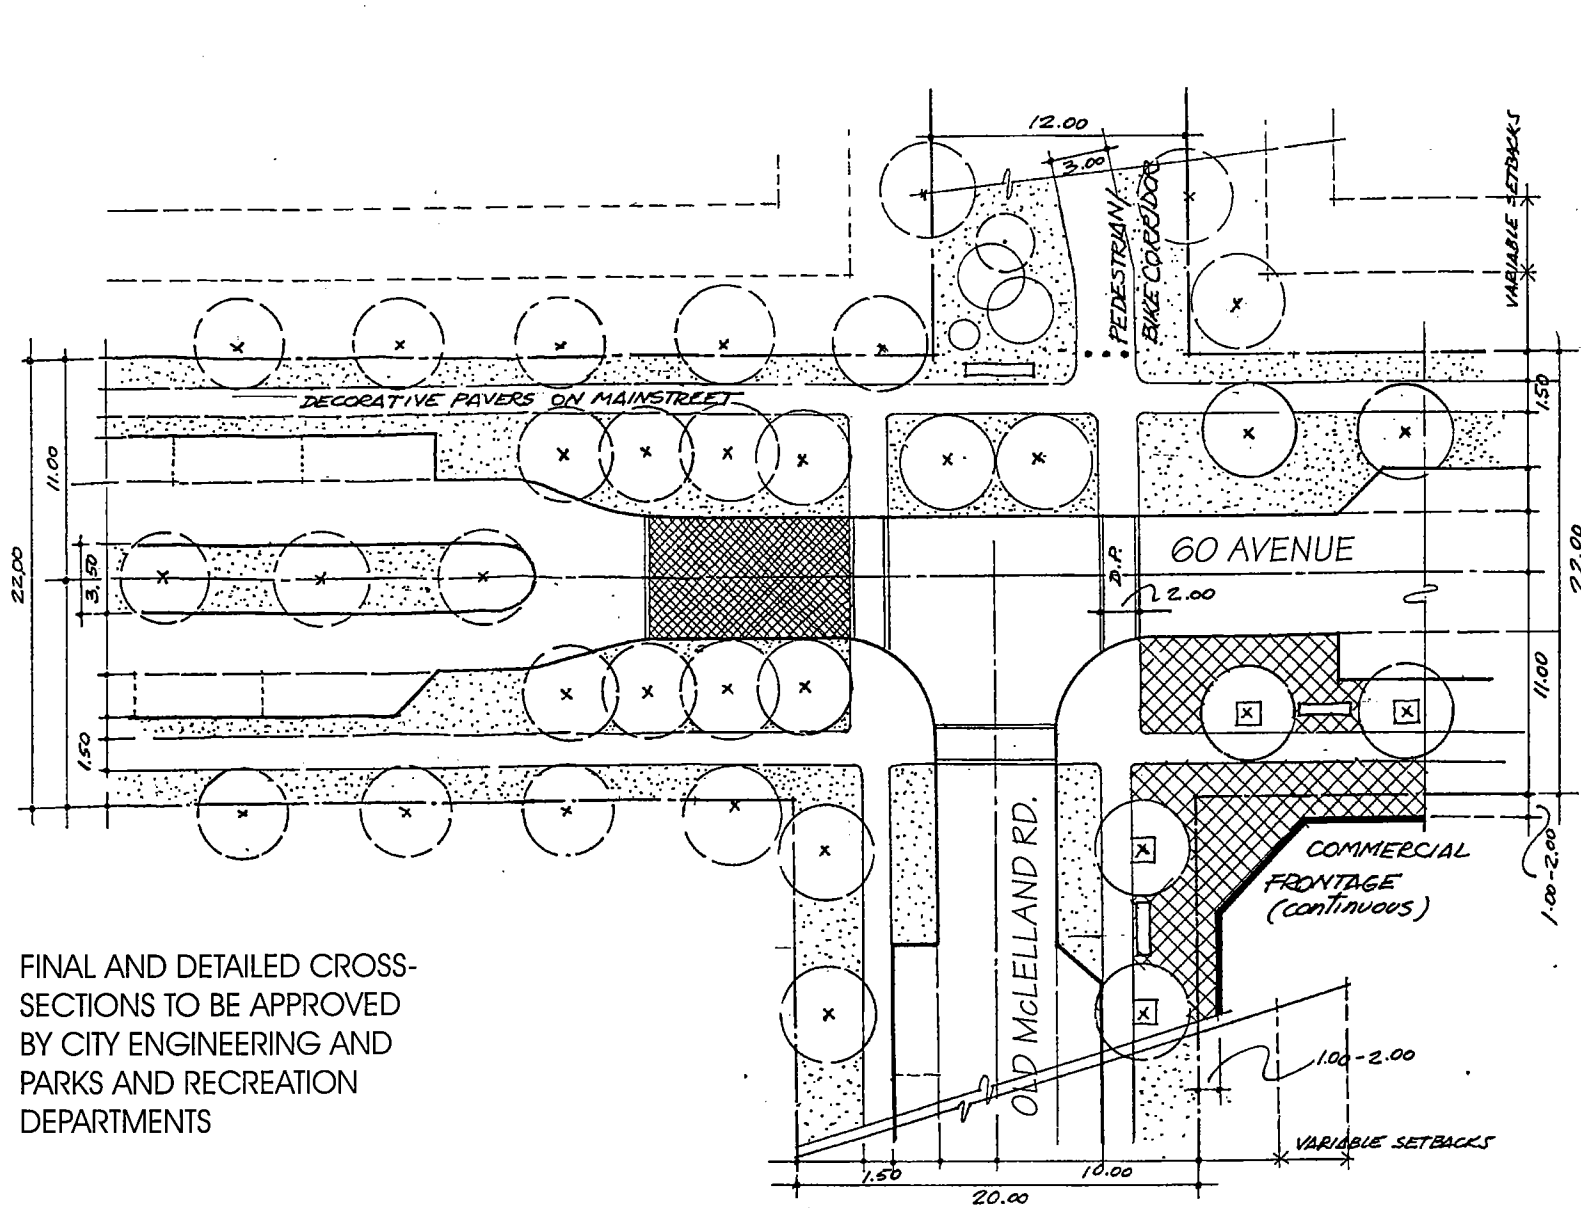 12.00
3.00
PEDESTRIAN/
BIKE CORRIDOR
VARIABLE SETBACKS
DECORATIVE PAVERS ON MAINSTREET
11.00
22.00
3.50
1.50
60 AVENUE
D.P.
2.00
1.50
22.00
11.00
1.00-2.00
COMMERCIAL
FRONTAGE
(continuous)
OLD McLELLAND RD.
FINAL AND DETAILED CROSS-
SECTIONS TO BE APPROVED
BY CITY ENGINEERING AND
PARKS AND RECREATION
DEPARTMENTS
1.00-2.00
VARIABLE SETBACKS
1.50
10.00
20.00